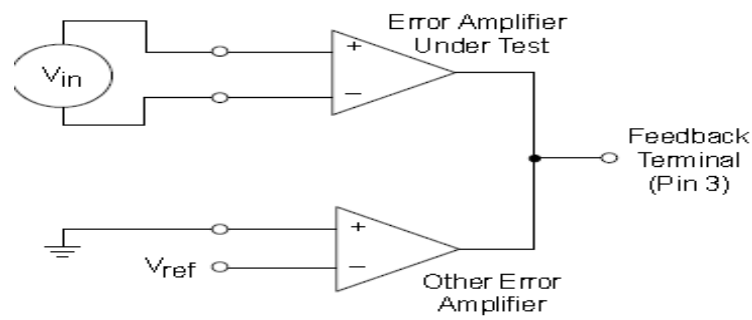 Error Amplifier
Under Test
Vin
+
−
Feedback
Terminal
(Pin 3)
+
Vref
−
Other Error
Amplifier